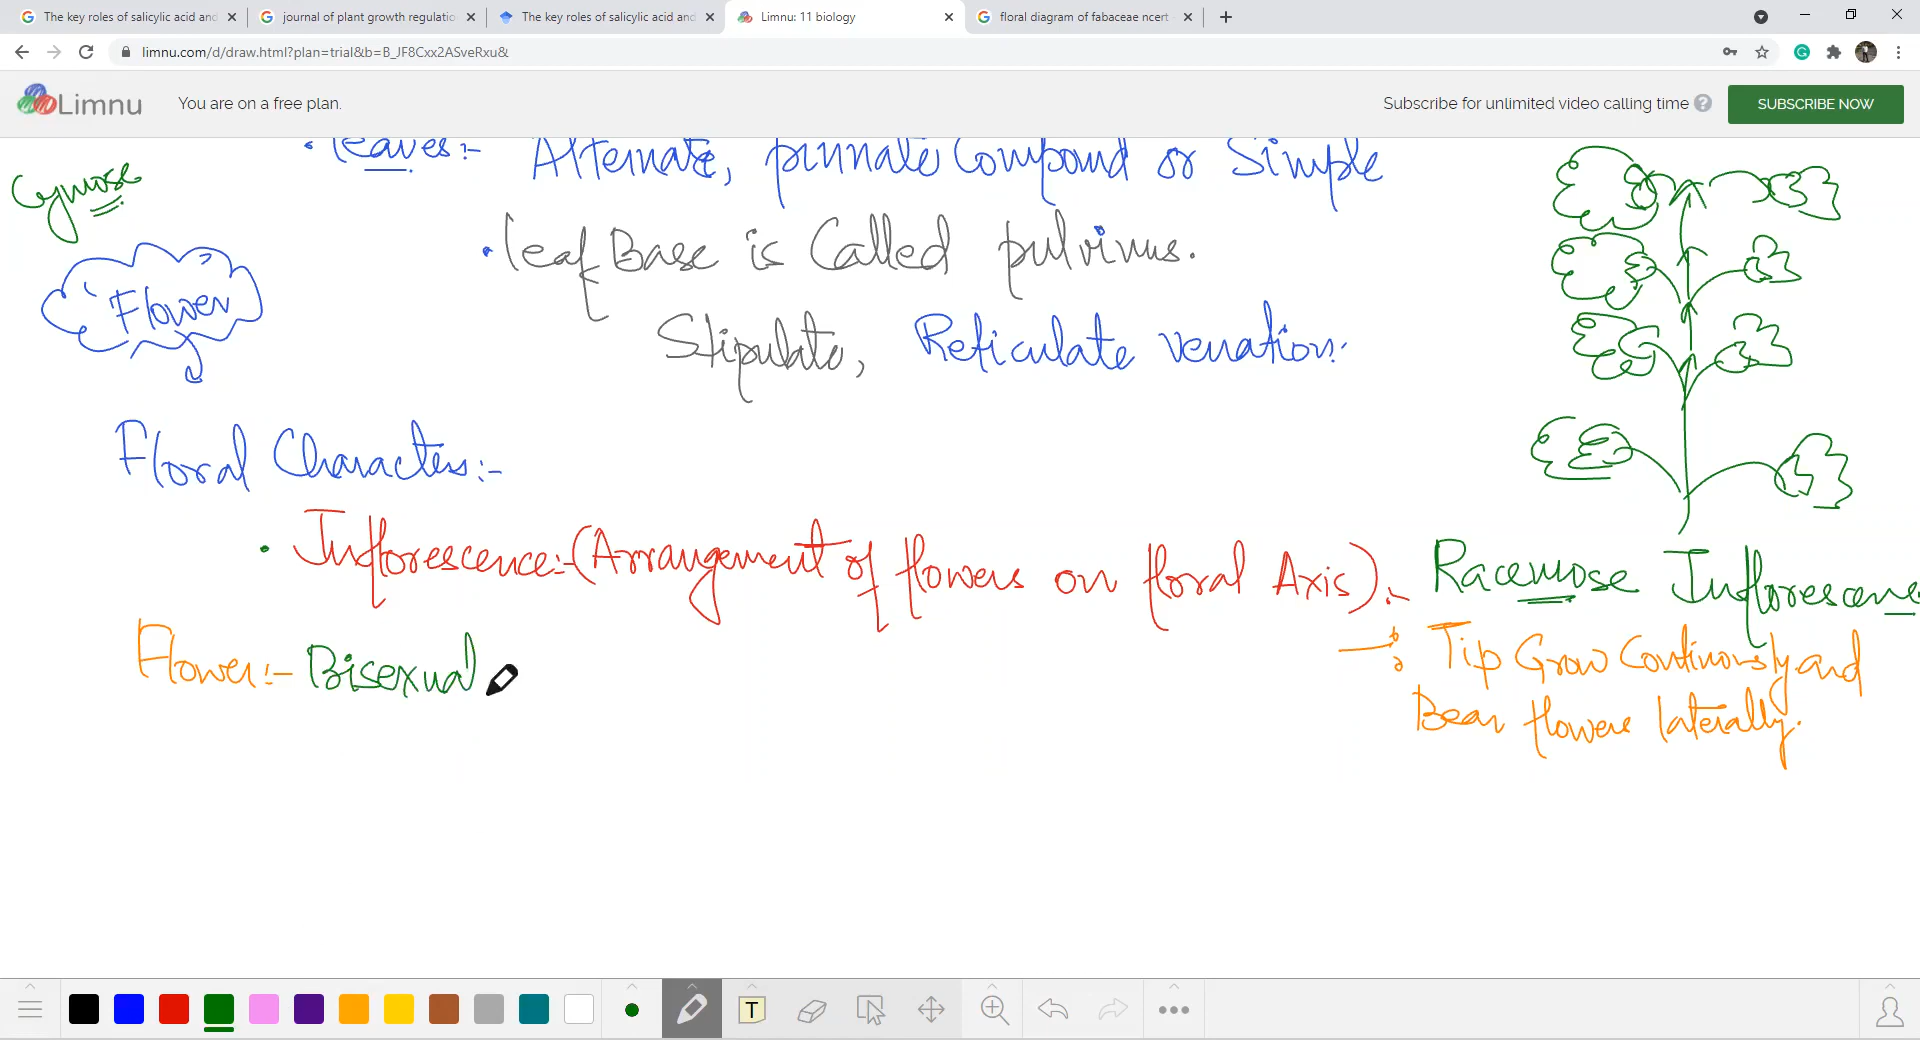 The key roles of salicylic acid and
journal of plant growth regulatio
The key roles of salicylic acid and
Limnu: 11 biology
floral diagram of fabaceae ncert
limnu.com/d/draw.html?plan=trial&b=B_JF8Cxx2ASveRxu&
Limnu
You are on a free plan.
Subscribe for unlimited video calling time ?
SUBSCRIBE NOW
• leaves:- Alternate, pinnate Compound or Simple
Cymose
• leaf Base is Called pulvinus.
Flower
Stipulate, Reticulate venation:-
Floral Characters:-
• Inflorescence:- (Arrangement of flowers on floral Axis):- Racemose Inflorescene
Flower:- Bisexual
Tip Grow Continously and
Bear flowers laterally.
T